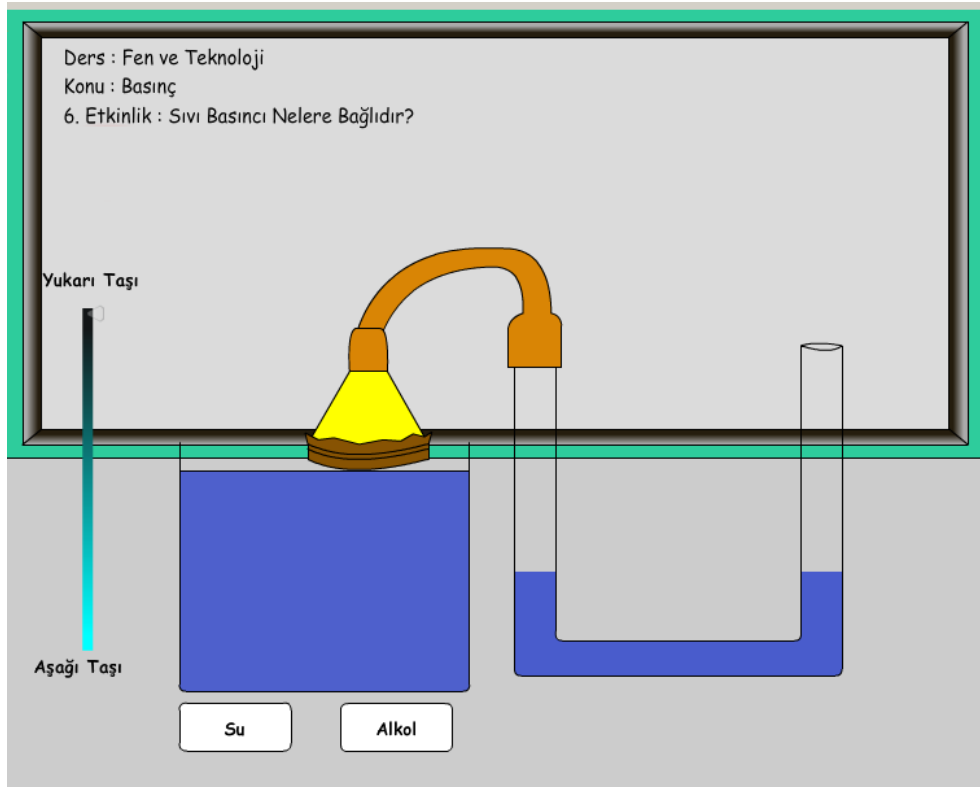 Ders : Fen ve Teknoloji
Konu : Basınç
6. Etkinlik : Sıvı Basıncı Nelere Bağlıdır?
Yukarı Taşı
Aşağı Taşı
Su
Alkol